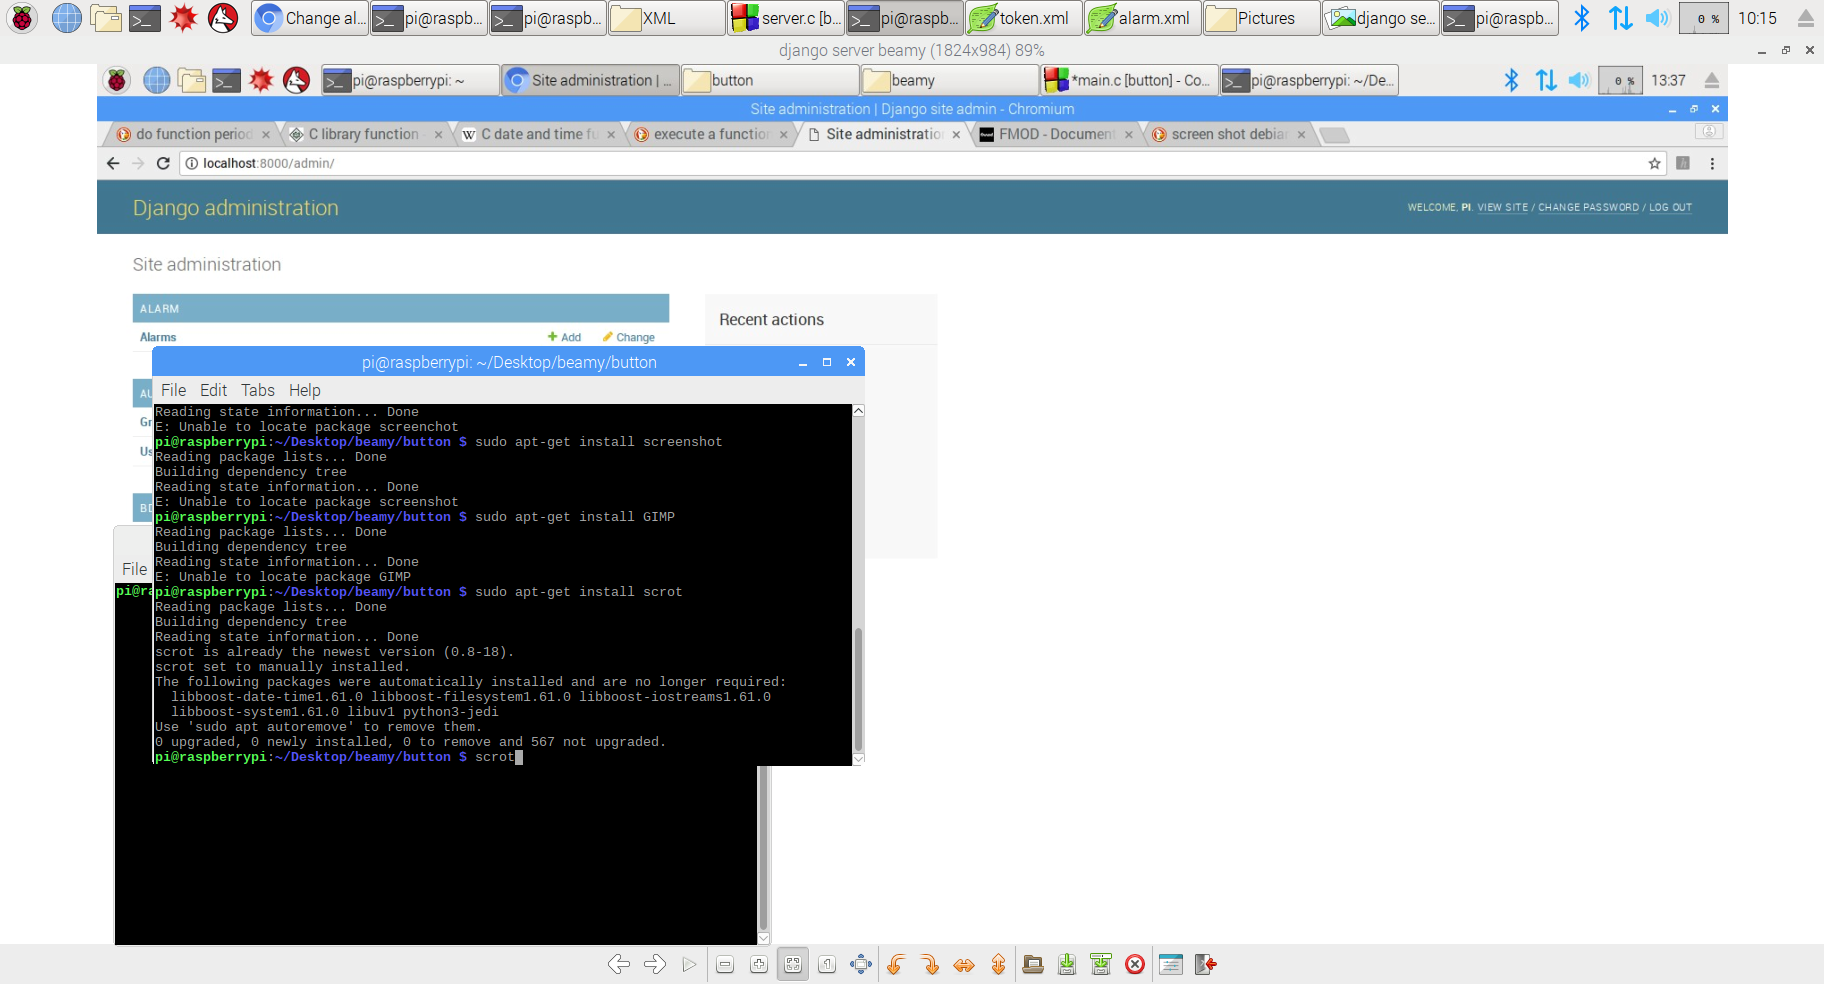 Change al...
pi@raspb...
pi@raspb...
XML
server.c [b...
pi@raspb...
token.xml
alarm.xml
Pictures
django se...
pi@raspb...
0 %
10:15
django server beamy (1824x984) 89%
pi@raspberrypi: ~
Site administration | ...
button
beamy
*main.c [button] - Co...
pi@raspberrypi: ~/De...
0 %
13:37
Site administration | Django site admin - Chromium
do function period
C library function -
W C date and time fu
execute a function
Site administratio
FMOD - Document
screen shot debia
localhost:8000/admin/
Django administration
WELCOME, PI. VIEW SITE / CHANGE PASSWORD / LOG OUT
Site administration
ALARM
Alarms
Add
Change
Recent actions
AU
Gr
Us
BD
File
pi@ra
pi@raspberrypi: ~/Desktop/beamy/button
File Edit Tabs Help
Reading state information... Done
E: Unable to locate package screenchot
pi@raspberrypi:~/Desktop/beamy/button $ sudo apt-get install screenshot
Reading package lists... Done
Building dependency tree
Reading state information... Done
E: Unable to locate package screenshot
pi@raspberrypi:~/Desktop/beamy/button $ sudo apt-get install GIMP
Reading package lists... Done
Building dependency tree
Reading state information... Done
E: Unable to locate package GIMP
pi@raspberrypi:~/Desktop/beamy/button $ sudo apt-get install scrot
Reading package lists... Done
Building dependency tree
Reading state information... Done
scrot is already the newest version (0.8-18).
scrot set to manually installed.
The following packages were automatically installed and are no longer required:
libboost-date-time1.61.0 libboost-filesystem1.61.0 libboost-iostreams1.61.0
libboost-system1.61.0 libuv1 python3-jedi
Use 'sudo apt autoremove' to remove them.
0 upgraded, 0 newly installed, 0 to remove and 567 not upgraded.
pi@raspberrypi:~/Desktop/beamy/button $ scrot